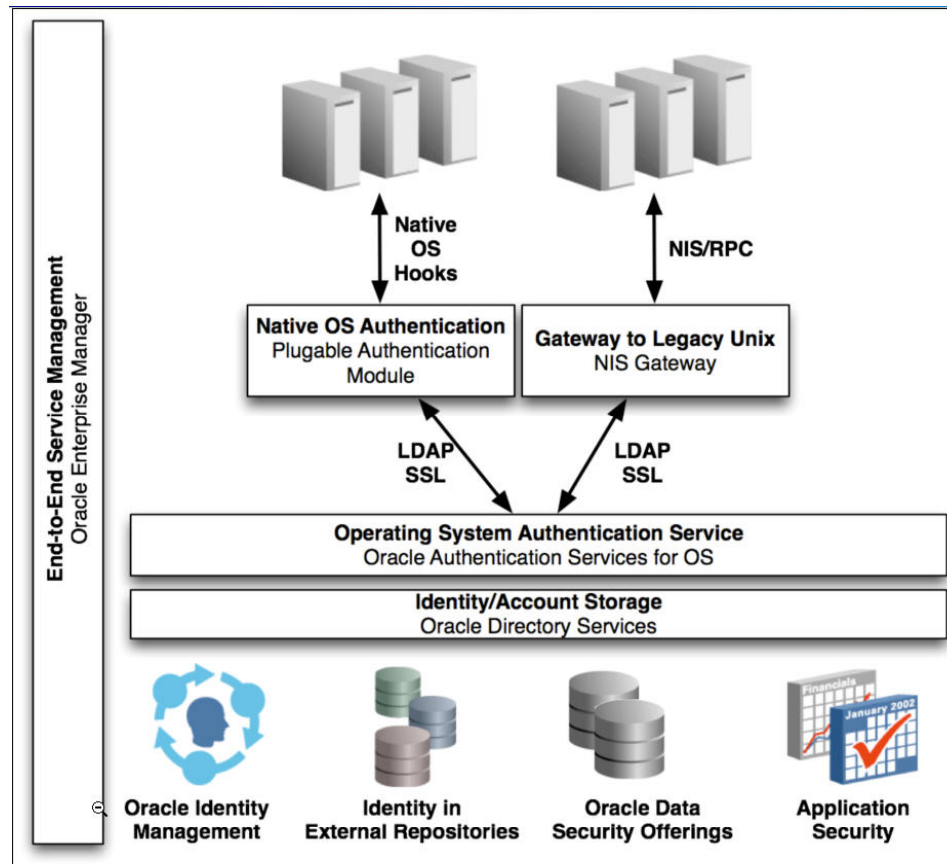 End-to-End Service Management
Oracle Enterprise Manager
Native
OS
Hooks
NIS/RPC
Native OS Authentication
Plugable Authentication
Module
Gateway to Legacy Unix
NIS Gateway
LDAP
SSL
LDAP
SSL
Operating System Authentication Service
Oracle Authentication Services for OS
Identity/Account Storage
Oracle Directory Services
Financials
January 2002
Oracle Identity
Management
Identity in
External Repositories
Oracle Data
Security Offerings
Application
Security